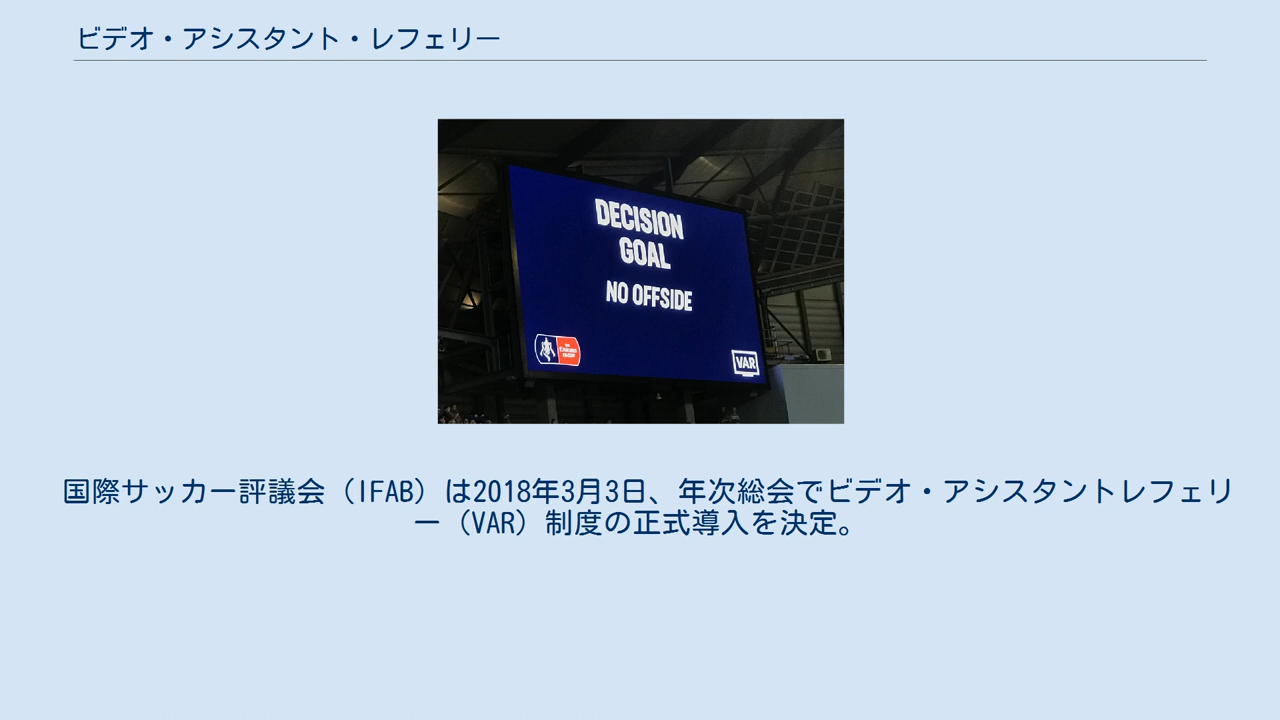 ビデオ・アシスタント・レフェリー
DECISION
GOAL
NO OFFSIDE
VAR
国際サッカー評議会（IFAB）は2018年3月3日、年次総会でビデオ・アシスタントレフェリ
ー（VAR）制度の正式導入を決定。